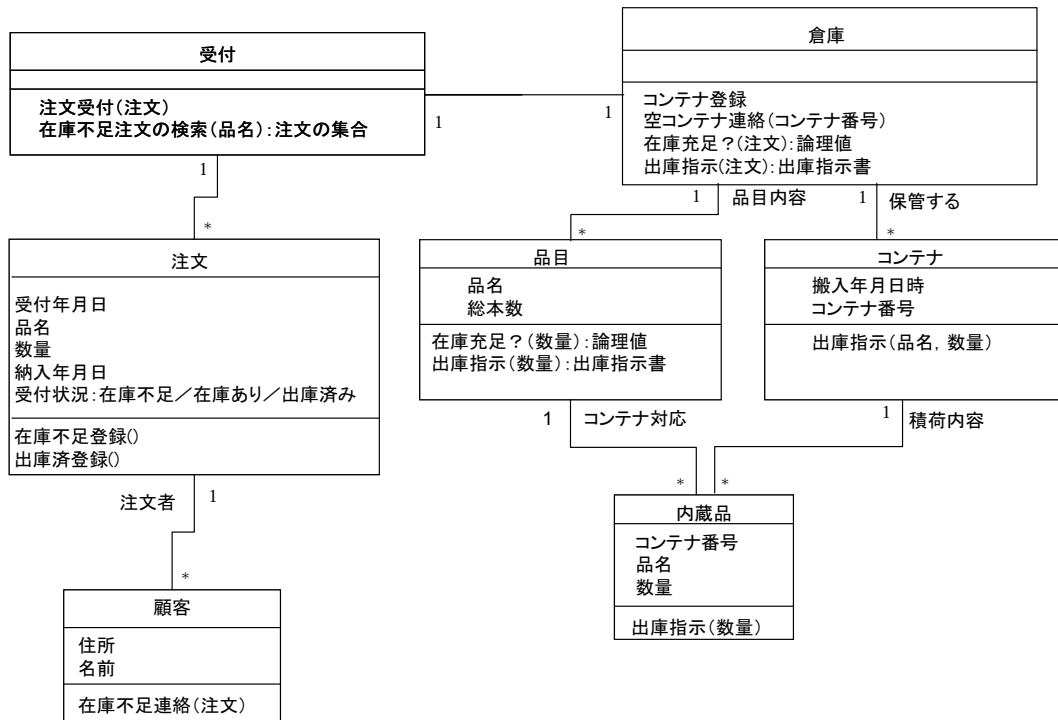 受付
注文受付(注文)
在庫不足注文の検索(品名):注文の集合
1
1
倉庫
コンテナ登録
空コンテナ連絡(コンテナ番号)
在庫充足?(注文):論理値
出庫指示(注文):出庫指示書
1
*
1
品目内容
*
1
保管する
*
注文
受付年月日
品名
数量
納入年月日
受付状況:在庫不足/在庫あり/出庫済み
在庫不足登録()
出庫済登録()
品目
品名
総本数
在庫充足?(数量):論理値
出庫指示(数量):出庫指示書
コンテナ
搬入年月日時
コンテナ番号
出庫指示(品名, 数量)
1
コンテナ対応
*
1
積荷内容
*
注文者
1
*
内蔵品
コンテナ番号
品名
数量
出庫指示(数量)
顧客
住所
名前
在庫不足連絡(注文)